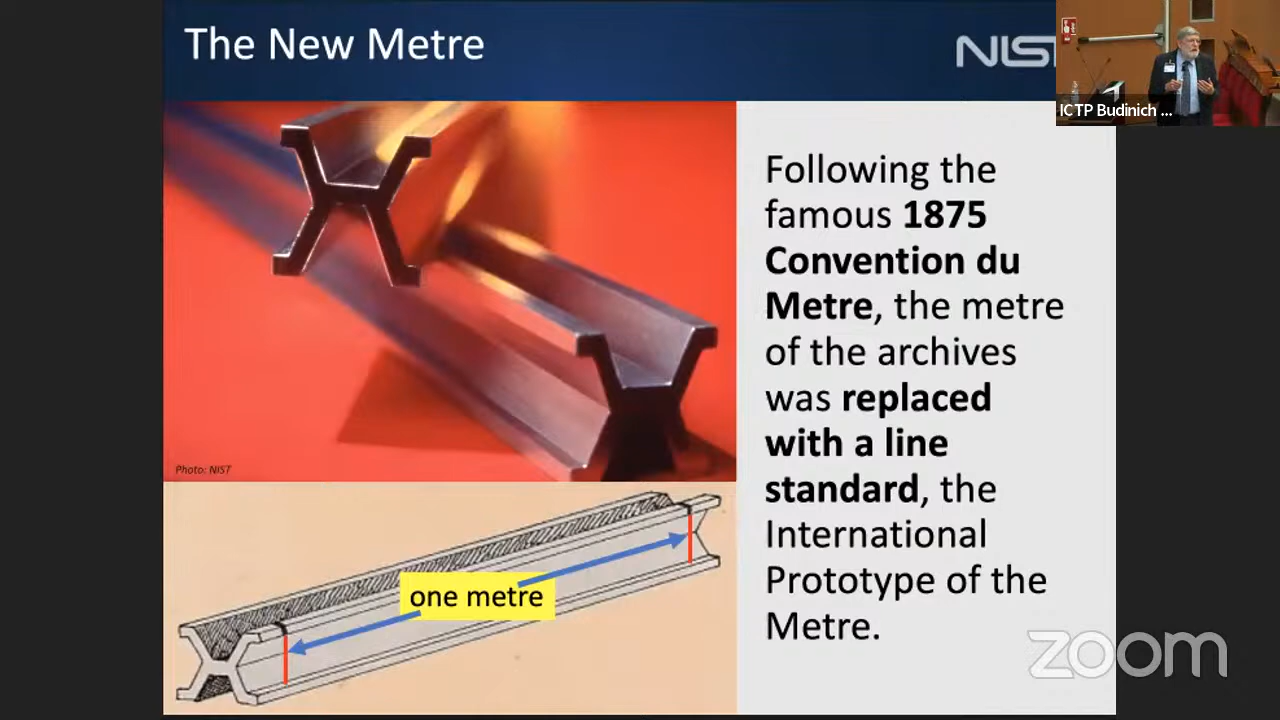 The New Metre
NIST
ICTP Budinich ...
Following the
famous 1875
Convention du
Metre, the metre
of the archives
was replaced
with a line
standard, the
International
Prototype of the
Metre.
Photo: NIST
one metre
zoom